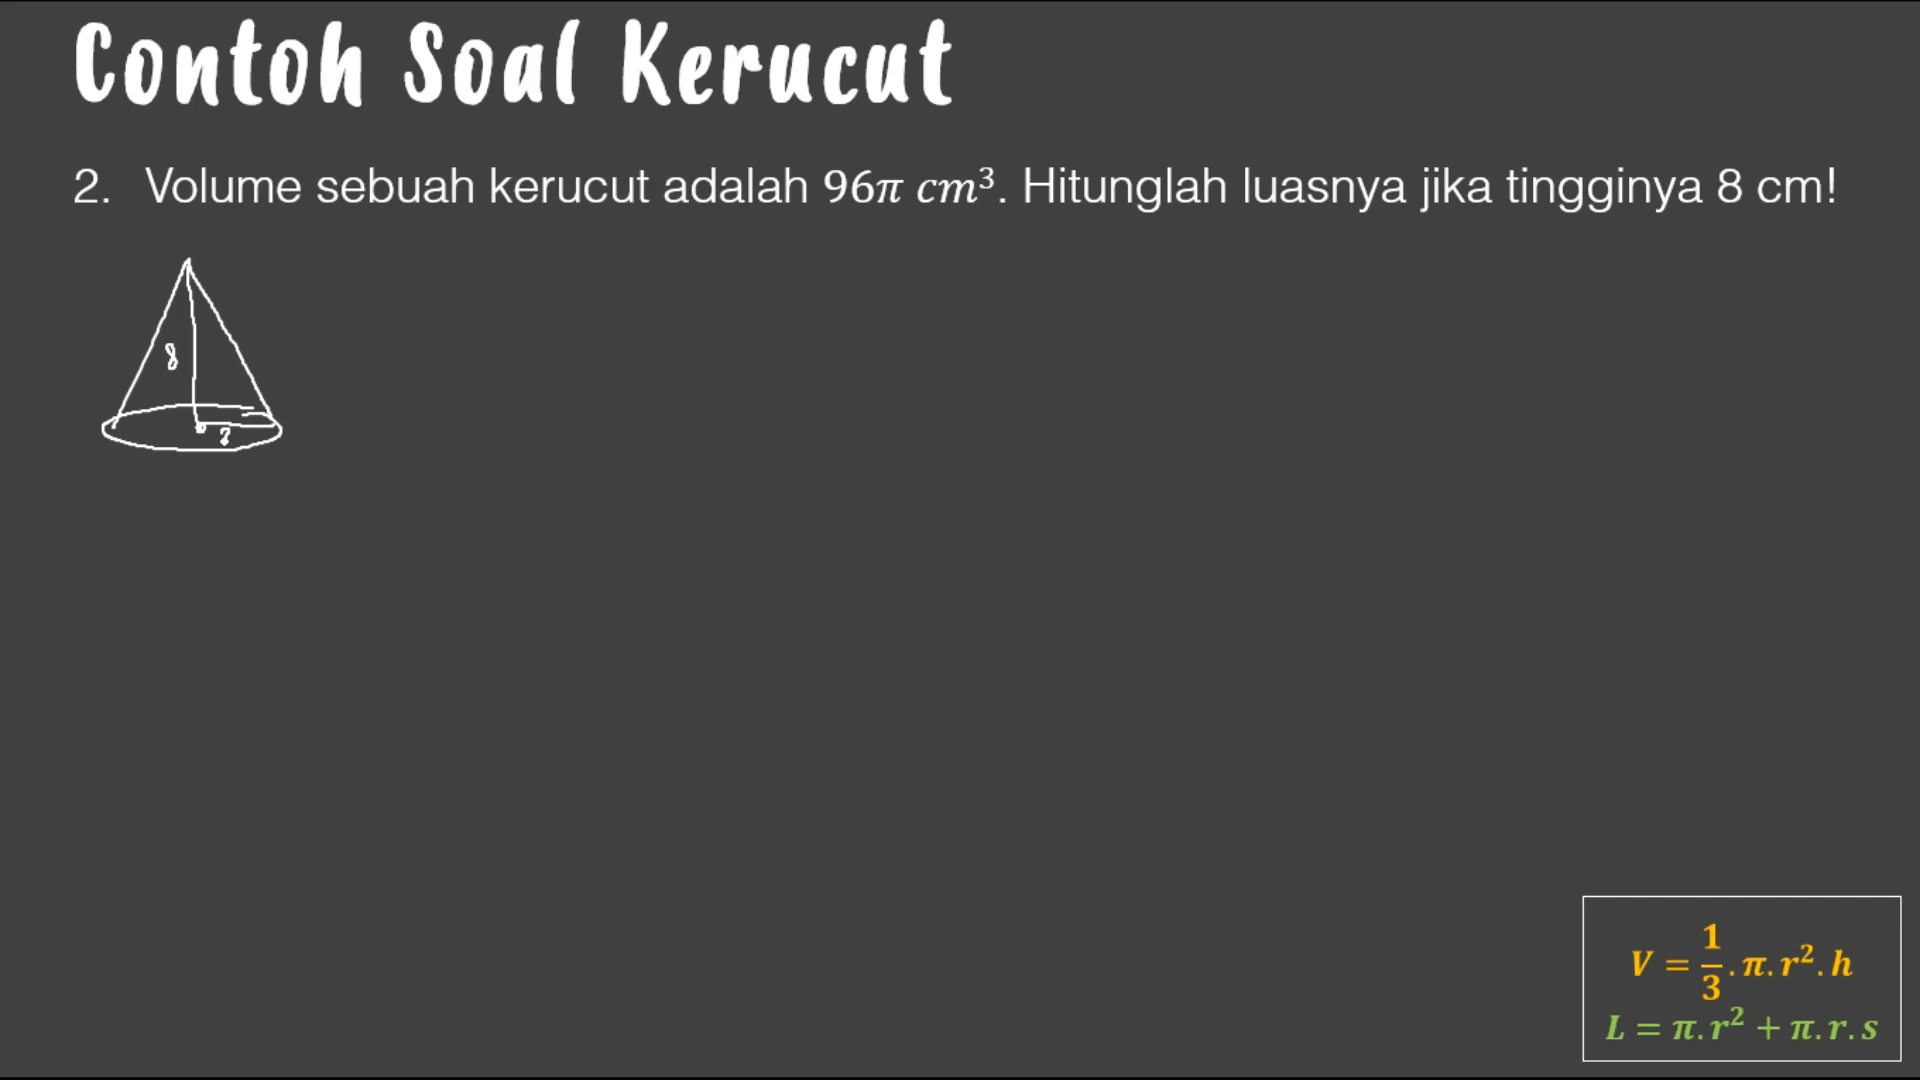 Contoh Soal Kerucut
2. Volume sebuah kerucut adalah 96π cm³. Hitunglah luasnya jika tingginya 8 cm!
8
?
V = 1/3 . π. r². h
L = π. r² + π. r. s